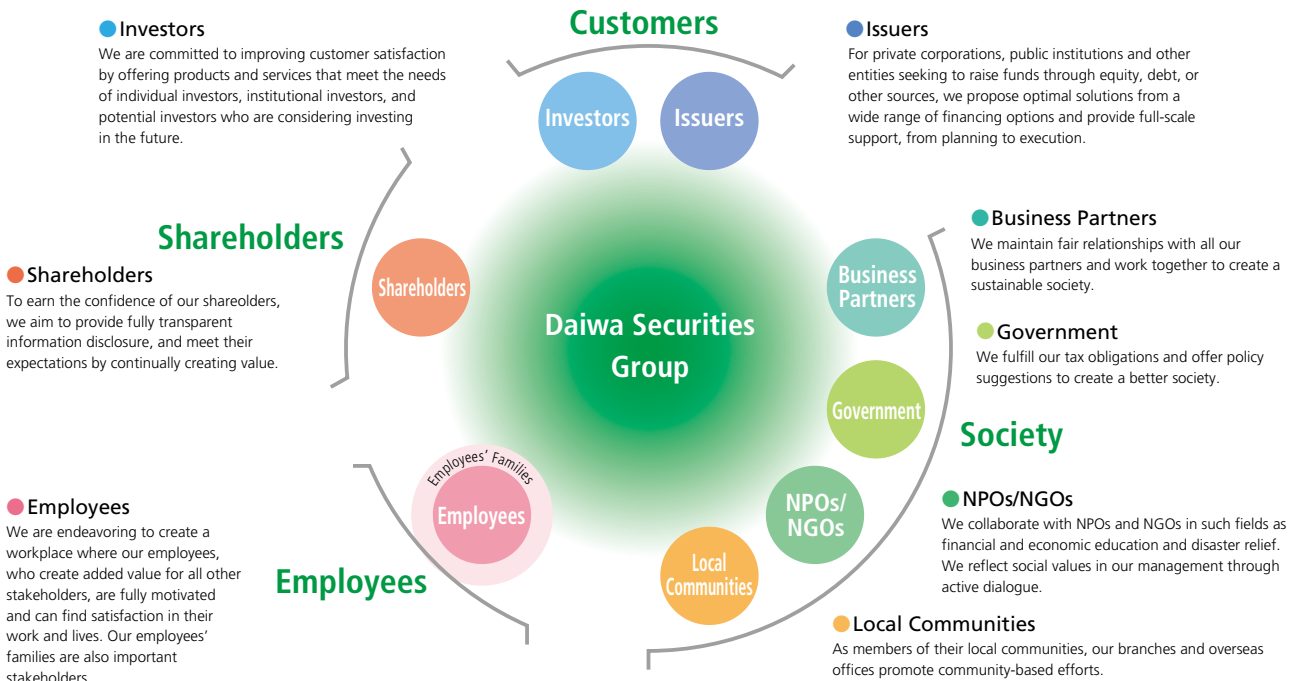 Customers
Investors
We are committed to improving customer satisfaction
by offering products and services that meet the needs
of individual investors, institutional investors, and
potential investors who are considering investing
in the future.
Issuers
For private corporations, public institutions and other
entities seeking to raise funds through equity, debt, or
other sources, we propose optimal solutions from a
wide range of financing options and provide full-scale
support, from planning to execution.
Investors
Issuers
Shareholders
Shareholders
To earn the confidence of our shareolders,
we aim to provide fully transparent
information disclosure, and meet their
expectations by continually creating value.
Shareholders
Daiwa Securities
Group
Business
Partners
Business Partners
We maintain fair relationships with all our
business partners and work together to create a
sustainable society.
Government
We fulfill our tax obligations and offer policy
suggestions to create a better society.
Government
Society
Employees' Families
Employees
Employees
We are endeavoring to create a
workplace where our employees,
who create added value for all other
stakeholders, are fully motivated
and can find satisfaction in their
work and lives. Our employees'
families are also important
stakeholders.
Employees
NPOs/
NGOs
NPOs/NGOs
We collaborate with NPOs and NGOs in such fields as
financial and economic education and disaster relief.
We reflect social values in our management through
active dialogue.
Local
Communities
Local Communities
As members of their local communities, our branches and overseas
offices promote community-based efforts.